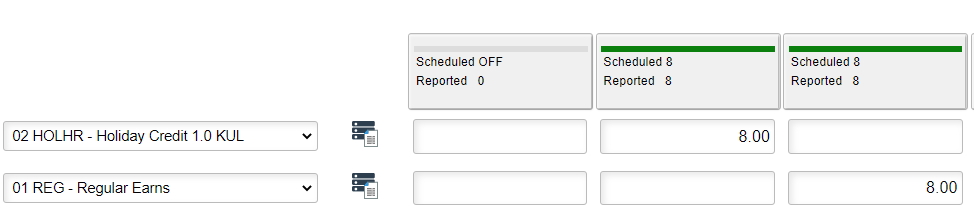 Scheduled OFF
Reported 0
Scheduled 8
Reported 8
Scheduled 8
Reported 8
02 HOLHR - Holiday Credit 1.0 KUL
8.00
01 REG - Regular Earns
8.00